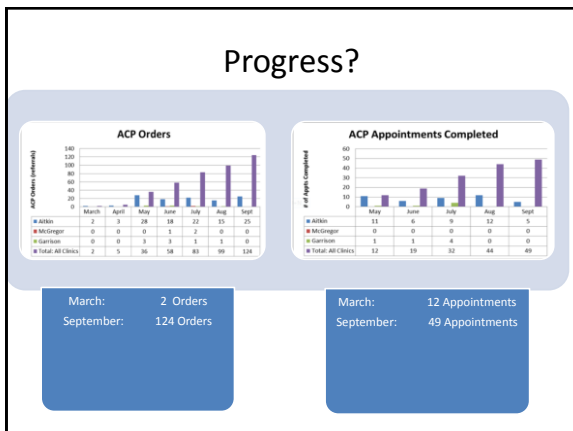 Progress?
ACP Orders
ACP Orders (referrals)
140
120
100
80
60
40
20
0
March April May June July Aug Sept
Aitkin 2 3 28 18 22 15 25
McGregor 0 0 0 1 2 0 0
Garrison 0 0 3 3 1 1 0
Total: All Clinics 2 5 36 58 83 99 124
ACP Appointments Completed
# of Appts Completed
60
50
40
30
20
10
0
May June July Aug Sept
Aitkin 11 6 9 12 5
McGregor 0 0 0 0 0
Garrison 1 1 4 0 0
Total: All Clinics 12 19 32 44 49
March: 2 Orders
September: 124 Orders
March: 12 Appointments
September: 49 Appointments